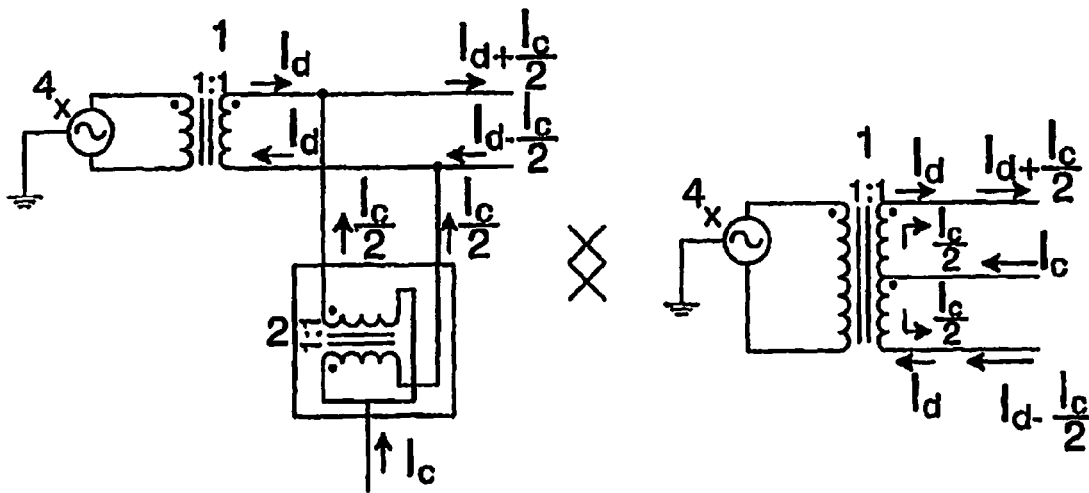 1
4x
1:1
Id
Id+ Ic/2
Id
Id- Ic/2
Ic/2
Ic/2
2
1:1
Ic
1
4x
1:1
Id
Id+ Ic/2
Ic/2
Ic
Ic/2
Id
Id- Ic/2